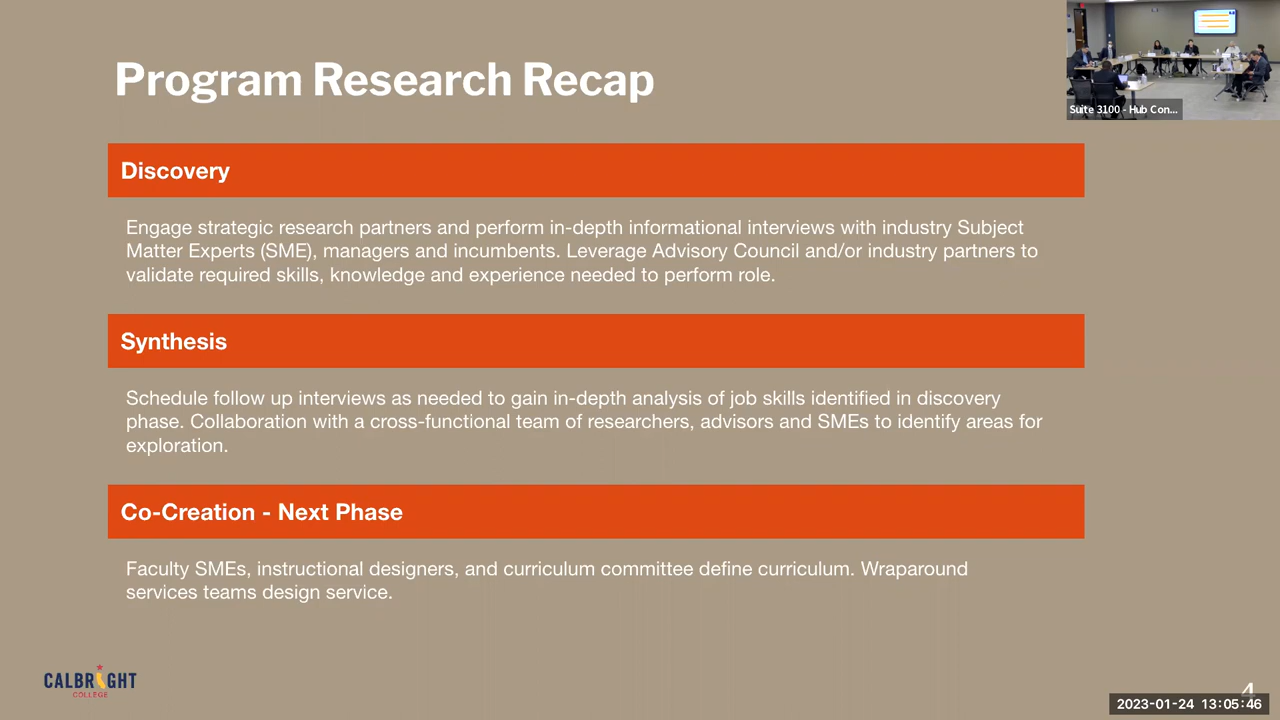 Program Research Recap
Suite 3100 - Hub Con...
Discovery
Engage strategic research partners and perform in-depth informational interviews with industry Subject
Matter Experts (SME), managers and incumbents. Leverage Advisory Council and/or industry partners to
validate required skills, knowledge and experience needed to perform role.
Synthesis
Schedule follow up interviews as needed to gain in-depth analysis of job skills identified in discovery
phase. Collaboration with a cross-functional team of researchers, advisors and SMEs to identify areas for
exploration.
Co-Creation - Next Phase
Faculty SMEs, instructional designers, and curriculum committee define curriculum. Wraparound
services teams design service.
CALBRIGHT
COLLEGE
4
2023-01-24 13:05:46